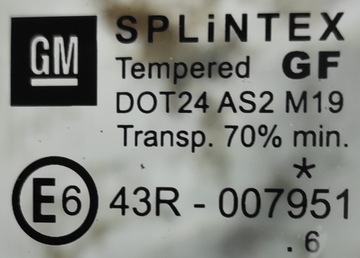 GM SPLiNTEX
Tempered GF
DOT24 AS2 M19
Transp. 70% min.
*
E6 43R - 007951
. 6